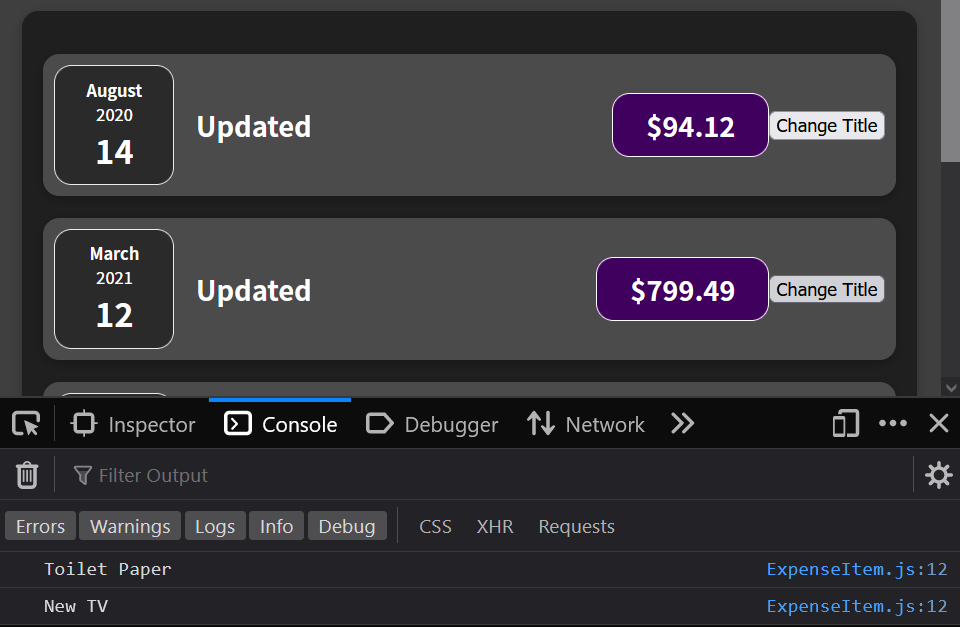 August
2020
14
Updated
$94.12
Change Title
March
2021
12
Updated
$799.49
Change Title
Inspector Console Debugger Network
Filter Output
Errors Warnings Logs Info Debug CSS XHR Requests
Toilet Paper ExpenseItem.js:12
New TV ExpenseItem.js:12